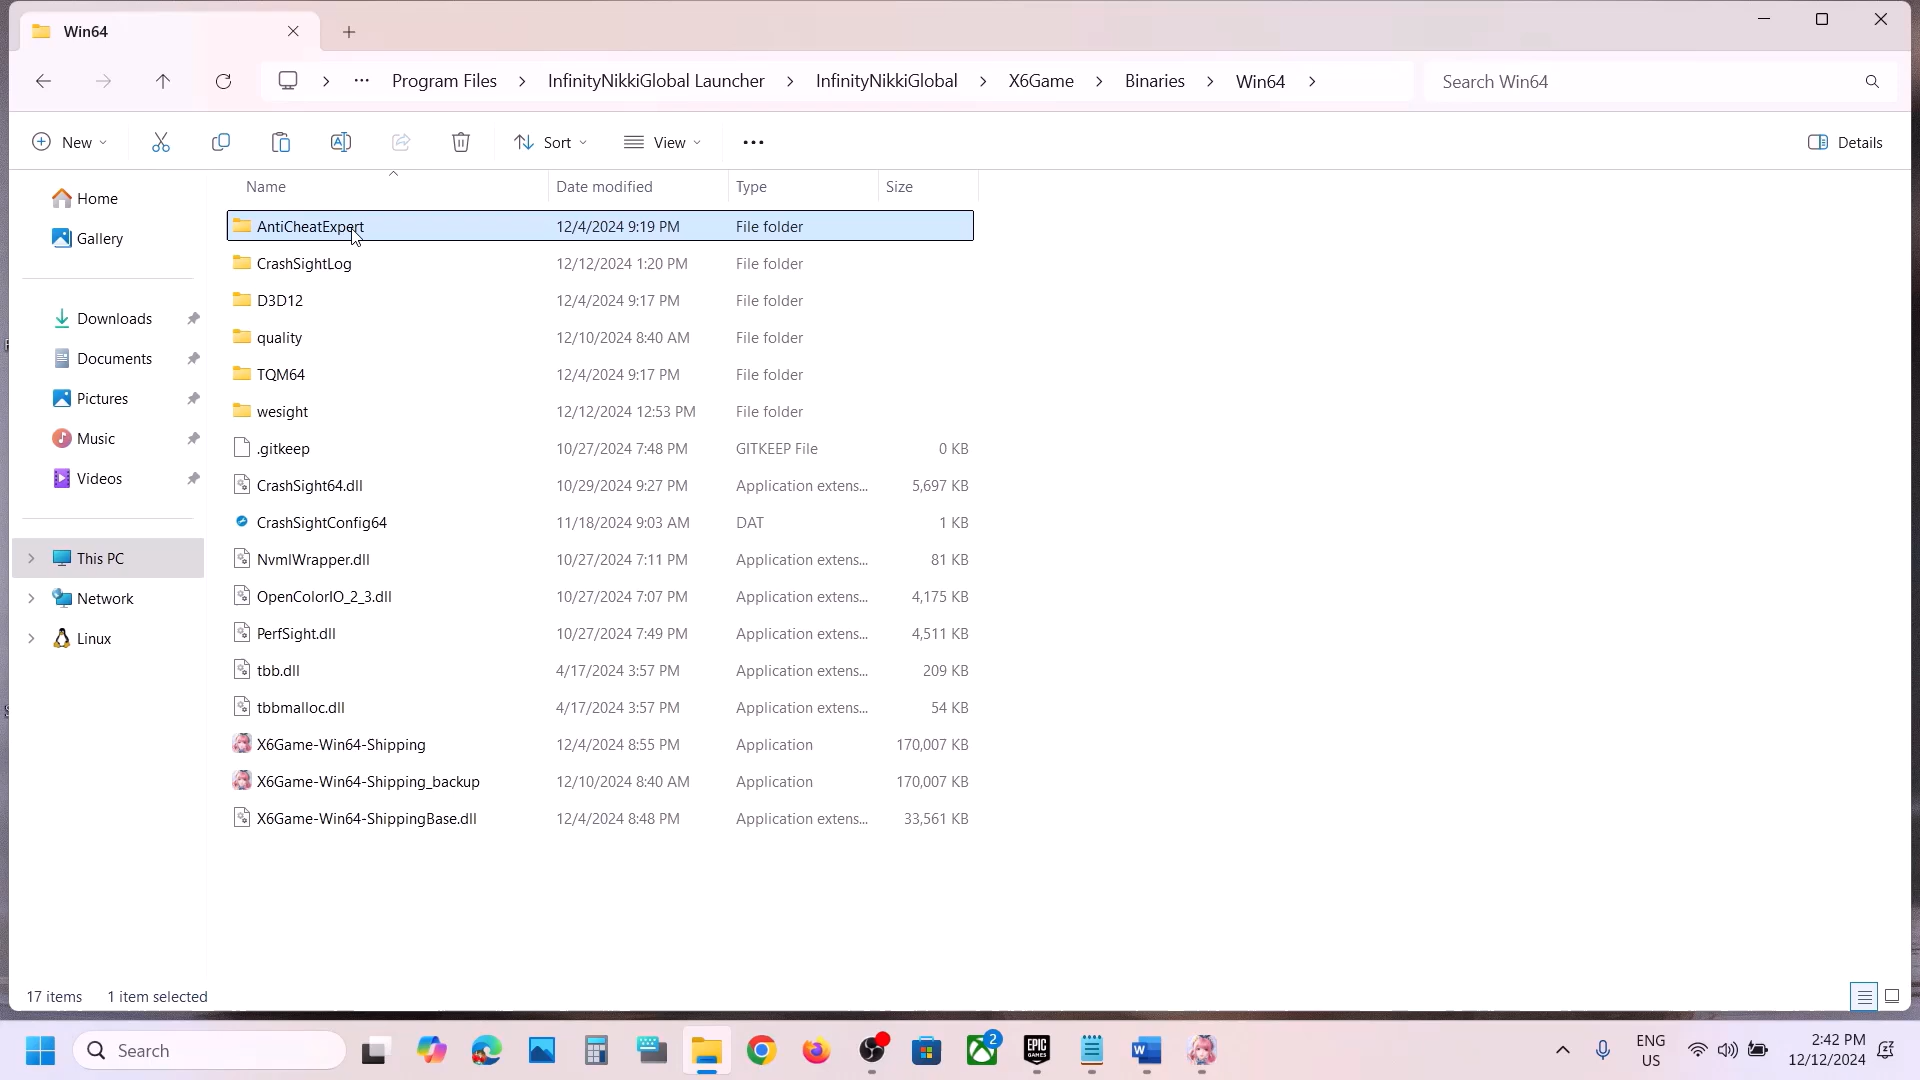 Win64
Program Files
InfinityNikkiGlobal Launcher
InfinityNikkiGlobal
X6Game
Binaries
Win64
Search Win64
New
Sort
View
Details
Name Date modified Type Size
Home
Gallery
Downloads
Documents
Pictures
Music
Videos
This PC
Network
Linux
AntiCheatExpert 12/4/2024 9:19 PM File folder
CrashSightLog 12/12/2024 1:20 PM File folder
D3D12 12/4/2024 9:17 PM File folder
quality 12/10/2024 8:40 AM File folder
TQM64 12/4/2024 9:17 PM File folder
wesight 12/12/2024 12:53 PM File folder
.gitkeep 10/27/2024 7:48 PM GITKEEP File 0 KB
CrashSight64.dll 10/29/2024 9:27 PM Application extens... 5,697 KB
CrashSightConfig64 11/18/2024 9:03 AM DAT 1 KB
NvmlWrapper.dll 10/27/2024 7:11 PM Application extens... 81 KB
OpenColorIO_2_3.dll 10/27/2024 7:07 PM Application extens... 4,175 KB
PerfSight.dll 10/27/2024 7:49 PM Application extens... 4,511 KB
tbb.dll 4/17/2024 3:57 PM Application extens... 209 KB
tbbmalloc.dll 4/17/2024 3:57 PM Application extens... 54 KB
X6Game-Win64-Shipping 12/4/2024 8:55 PM Application 170,007 KB
X6Game-Win64-Shipping_backup 12/10/2024 8:40 AM Application 170,007 KB
X6Game-Win64-ShippingBase.dll 12/4/2024 8:48 PM Application extens... 33,561 KB
17 items 1 item selected
Search
2
EPIC
GAMES
ENG
US
2:42 PM
12/12/2024